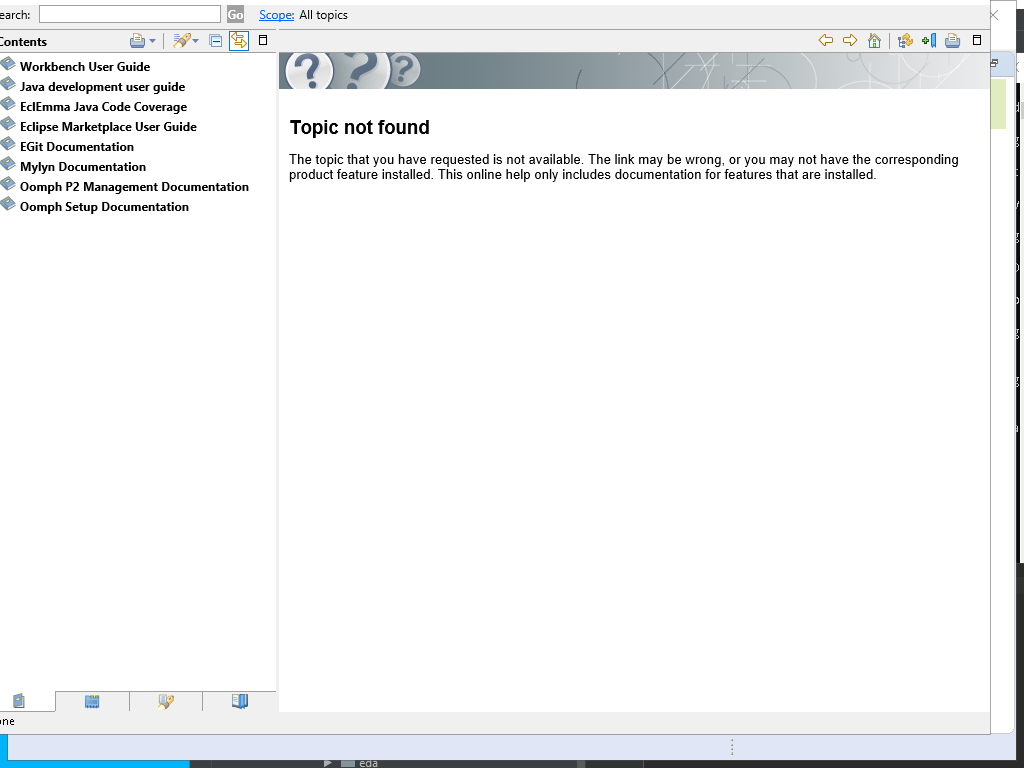 earch: Go Scope: All topics
Contents
Workbench User Guide
Java development user guide
EclEmma Java Code Coverage
Eclipse Marketplace User Guide
EGit Documentation
Mylyn Documentation
Oomph P2 Management Documentation
Oomph Setup Documentation
Topic not found
The topic that you have requested is not available. The link may be wrong, or you may not have the corresponding
product feature installed. This online help only includes documentation for features that are installed.
one
eda